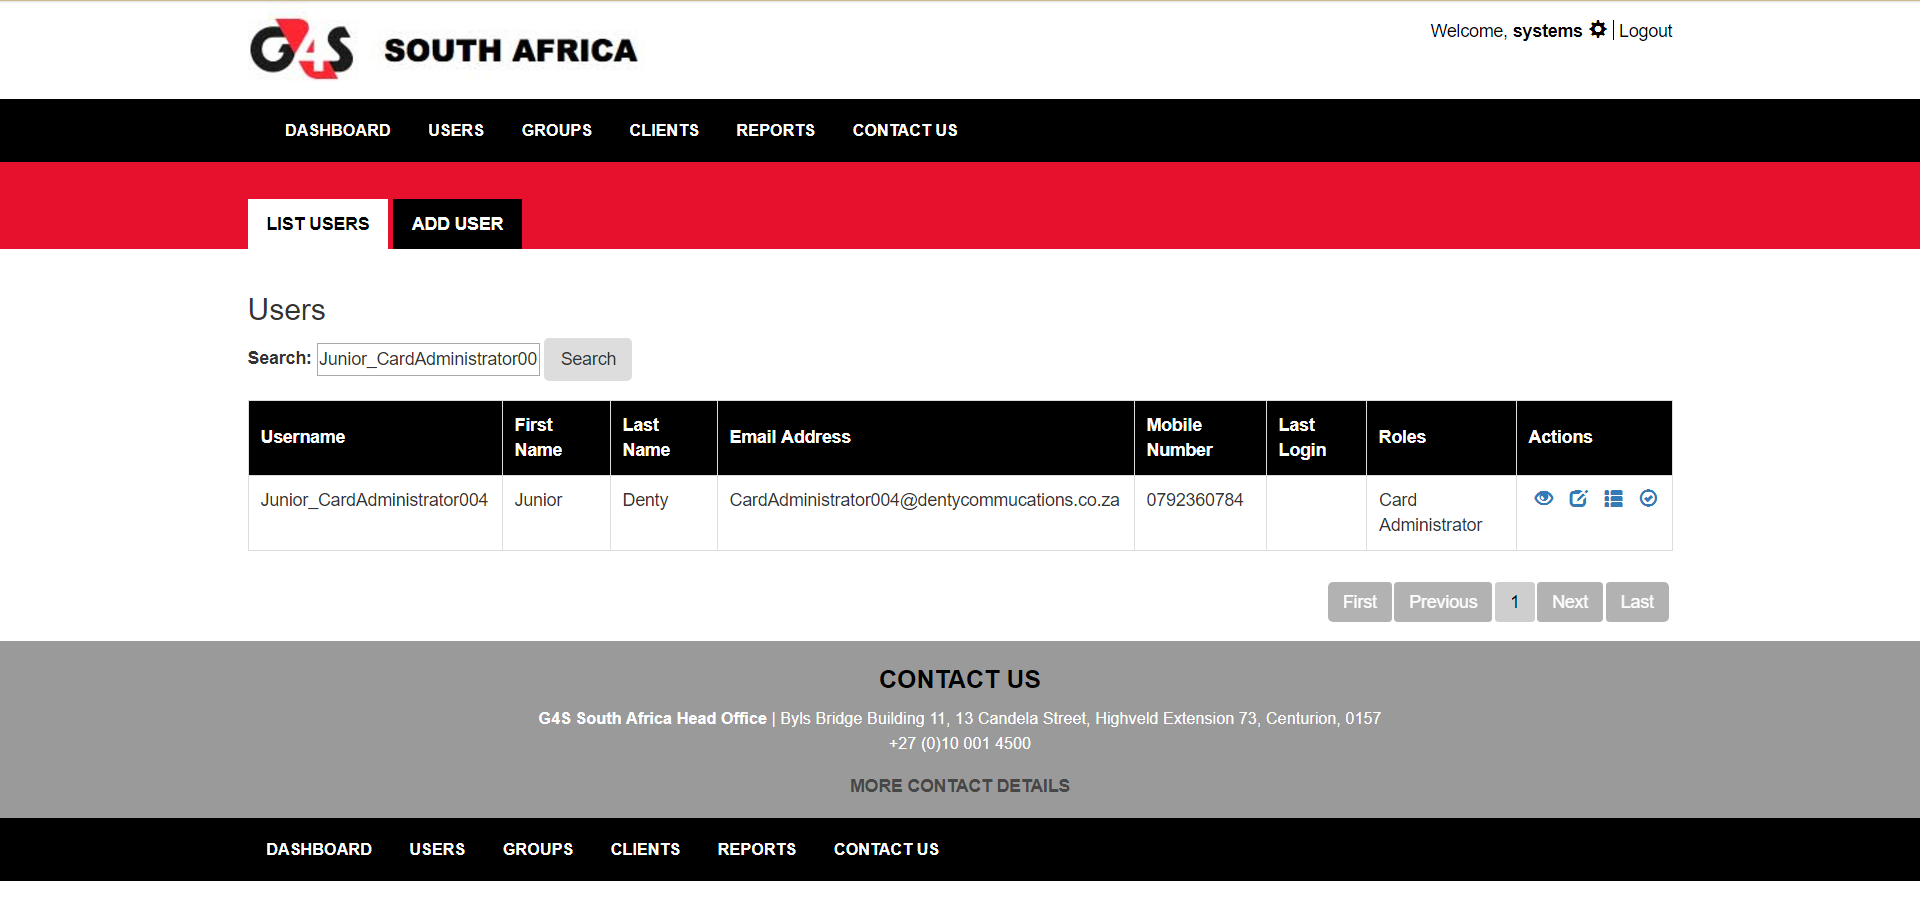 G4S SOUTH AFRICA
Welcome, systems | Logout
DASHBOARD USERS GROUPS CLIENTS REPORTS CONTACT US
LIST USERS ADD USER
Users
Search: Junior_CardAdministrator00 Search
Username First Name Last Name Email Address Mobile Number Last Login Roles Actions
Junior_CardAdministrator004 Junior Denty CardAdministrator004@dentycommucations.co.za 0792360784 Card Administrator
First Previous 1 Next Last
CONTACT US
G4S South Africa Head Office | Byls Bridge Building 11, 13 Candela Street, Highveld Extension 73, Centurion, 0157
+27 (0)10 001 4500
MORE CONTACT DETAILS
DASHBOARD USERS GROUPS CLIENTS REPORTS CONTACT US